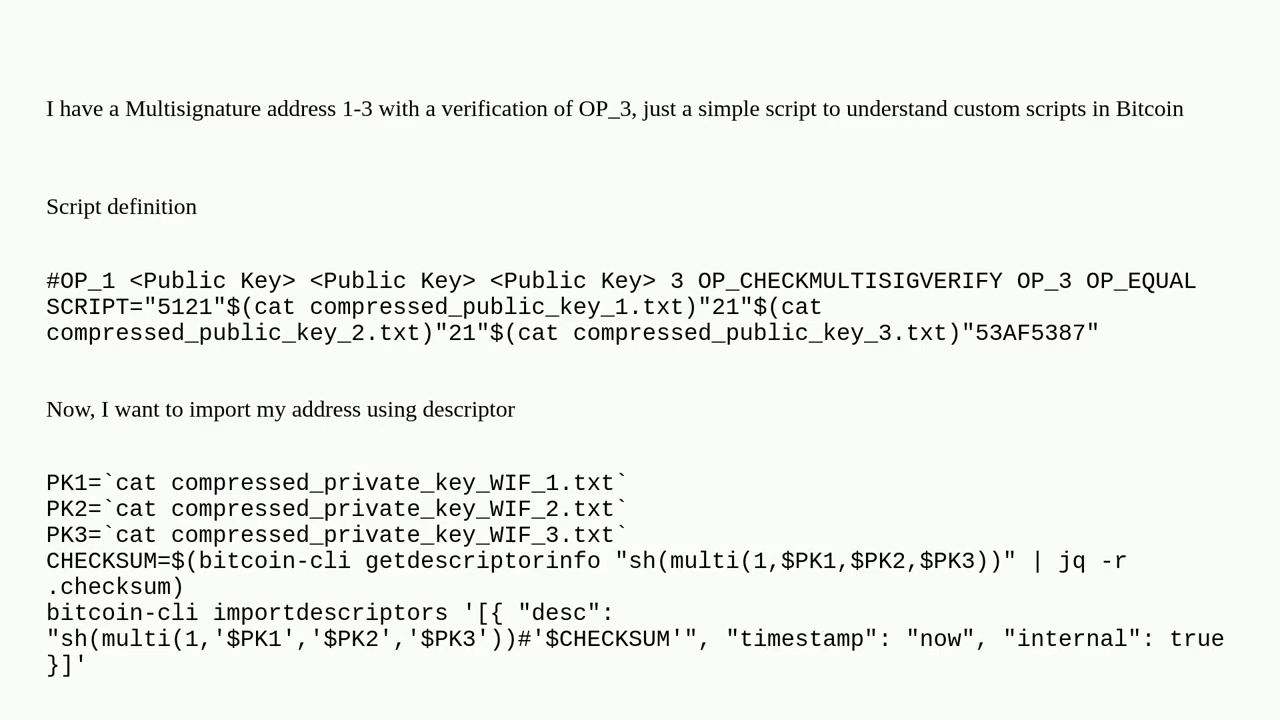 I have a Multisignature address 1-3 with a verification of OP_3, just a simple script to understand custom scripts in Bitcoin
Script definition
#OP_1 <Public Key> <Public Key> <Public Key> 3 OP_CHECKMULTISIGVERIFY OP_3 OP_EQUAL
SCRIPT="5121"$(cat compressed_public_key_1.txt)"21"$(cat
compressed_public_key_2.txt)"21"$(cat compressed_public_key_3.txt)"53AF5387"
Now, I want to import my address using descriptor
PK1=`cat compressed_private_key_WIF_1.txt`
PK2=`cat compressed_private_key_WIF_2.txt`
PK3=`cat compressed_private_key_WIF_3.txt`
CHECKSUM=$(bitcoin-cli getdescriptorinfo "sh(multi(1,$PK1,$PK2,$PK3))" | jq -r
.checksum)
bitcoin-cli importdescriptors '[{ "desc":
"sh(multi(1,'$PK1','$PK2','$PK3'))#'$CHECKSUM'", "timestamp": "now", "internal": true
}]'